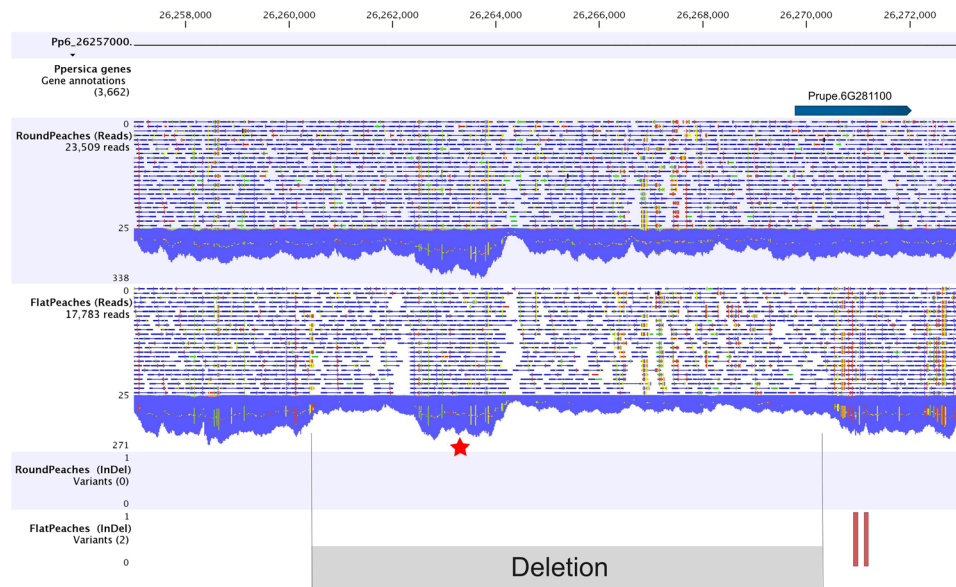 26,258,000 26,260,000 26,262,000 26,264,000 26,266,000 26,268,000 26,270,000 26,272,000
Pp6_26257000.
Ppersica genes
Gene annotations
(3,662)
Prupe.6G281100
0
RoundPeaches (Reads)
23,509 reads
25
338
0
FlatPeaches (Reads)
17,783 reads
25
271
1
RoundPeaches (InDel)
Variants (0)
0
1
FlatPeaches (InDel)
Variants (2)
0
Deletion